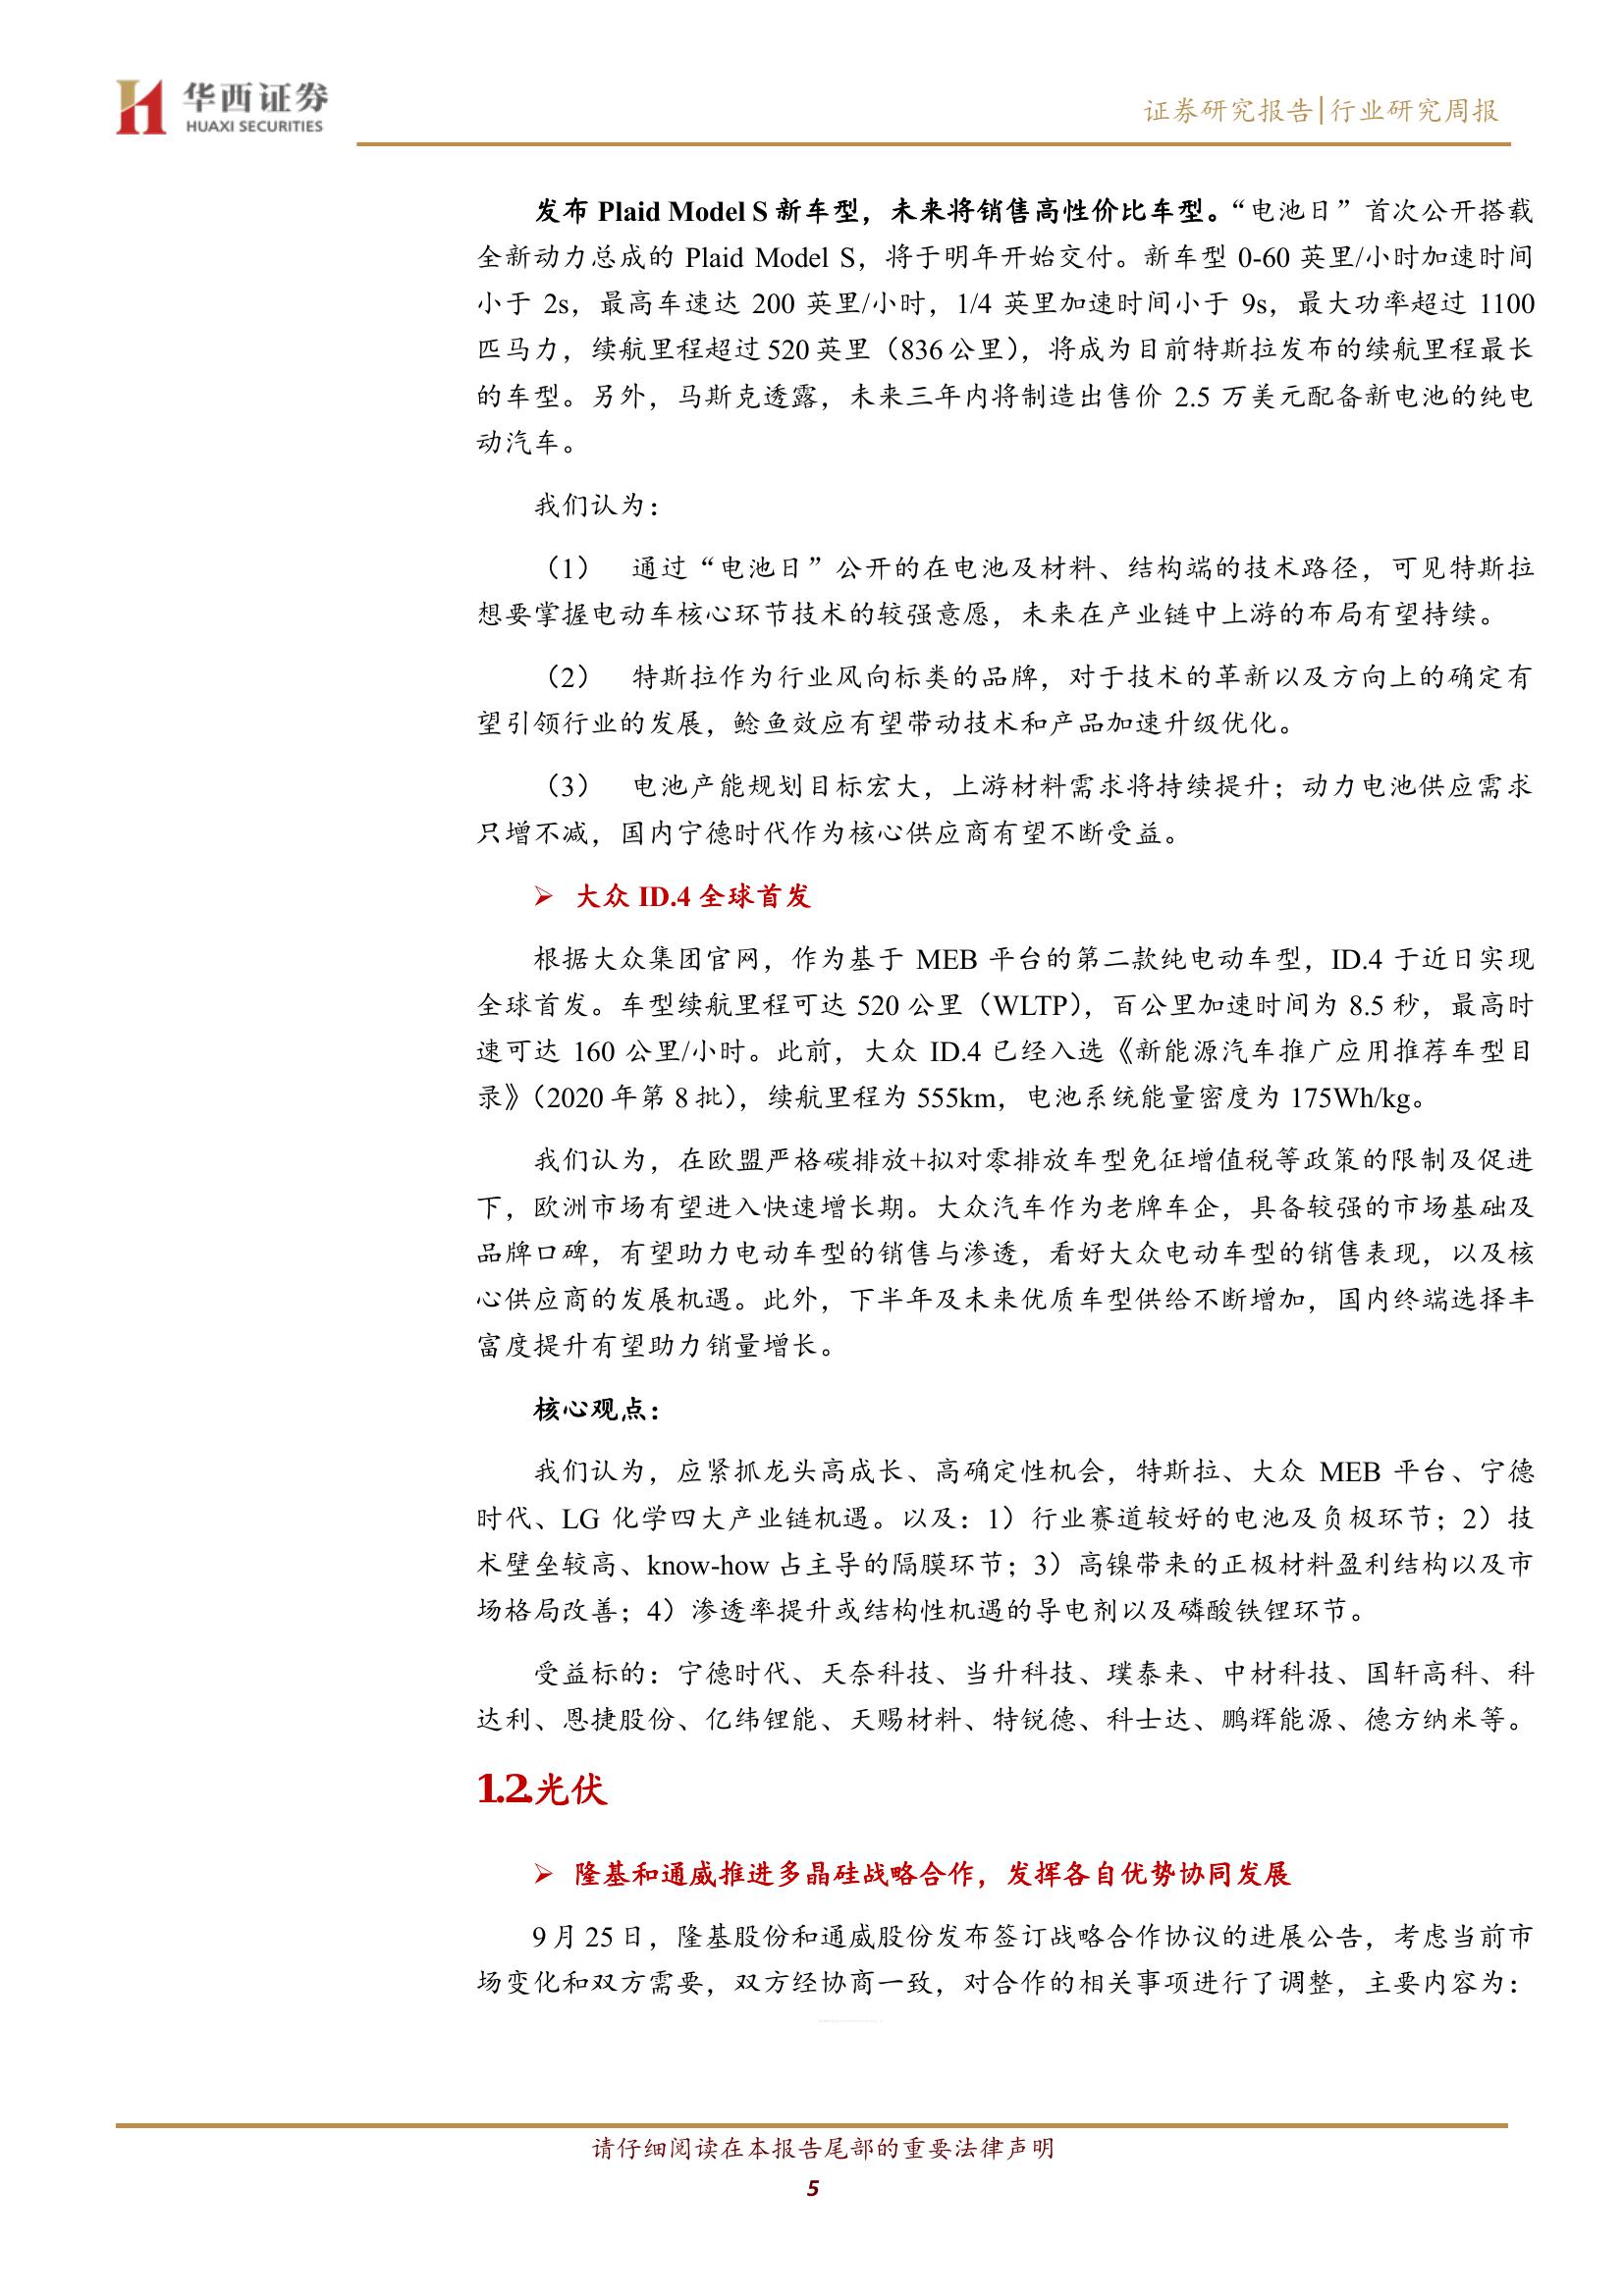 华西证券
HUAXI SECURITIES
证券研究报告|行业研究周报
发布 Plaid Model S 新车型，未来将销售高性价比车型。“电池日”首次公开搭载
全新动力总成的 Plaid Model S，将于明年开始交付。新车型 0-60 英里/小时加速时间
小于 2s，最高车速达 200 英里/小时，1/4 英里加速时间小于 9s，最大功率超过 1100
匹马力，续航里程超过 520 英里（836 公里），将成为目前特斯拉发布的续航里程最长
的车型。另外，马斯克透露，未来三年内将制造出售价 2.5 万美元配备新电池的纯电
动汽车。
我们认为：
（1） 通过“电池日”公开的在电池及材料、结构端的技术路径，可见特斯拉
想要掌握电动车核心环节技术的较强意愿，未来在产业链中上游的布局有望持续。
（2） 特斯拉作为行业风向标类的品牌，对于技术的革新以及方向上的确定有
望引领行业的发展，鲶鱼效应有望带动技术和产品加速升级优化。
（3） 电池产能规划目标宏大，上游材料需求将持续提升；动力电池供应需求
只增不减，国内宁德时代作为核心供应商有望不断受益。
➢ 大众 ID.4 全球首发
根据大众集团官网，作为基于 MEB 平台的第二款纯电动车型，ID.4 于近日实现
全球首发。车型续航里程可达 520 公里（WLTP），百公里加速时间为 8.5 秒，最高时
速可达 160 公里/小时。此前，大众 ID.4 已经入选《新能源汽车推广应用推荐车型目
录》（2020 年第 8 批），续航里程为 555km，电池系统能量密度为 175Wh/kg。
我们认为，在欧盟严格碳排放+拟对零排放车型免征增值税等政策的限制及促进
下，欧洲市场有望进入快速增长期。大众汽车作为老牌车企，具备较强的市场基础及
品牌口碑，有望助力电动车型的销售与渗透，看好大众电动车型的销售表现，以及核
心供应商的发展机遇。此外，下半年及未来优质车型供给不断增加，国内终端选择丰
富度提升有望助力销量增长。
核心观点：
我们认为，应紧抓龙头高成长、高确定性机会，特斯拉、大众 MEB 平台、宁德
时代、LG 化学四大产业链机遇。以及：1）行业赛道较好的电池及负极环节；2）技
术壁垒较高、know-how 占主导的隔膜环节；3）高镍带来的正极材料盈利结构以及市
场格局改善；4）渗透率提升或结构性机遇的导电剂以及磷酸铁锂环节。
受益标的：宁德时代、天奈科技、当升科技、璞泰来、中材科技、国轩高科、科
达利、恩捷股份、亿纬锂能、天赐材料、特锐德、科士达、鹏辉能源、德方纳米等。
1.2.光伏
➢ 隆基和通威推进多晶硅战略合作，发挥各自优势协同发展
9 月 25 日，隆基股份和通威股份发布签订战略合作协议的进展公告，考虑当前市
场变化和双方需要，双方经协商一致，对合作的相关事项进行了调整，主要内容为：
请仔细阅读在本报告尾部的重要法律声明
5